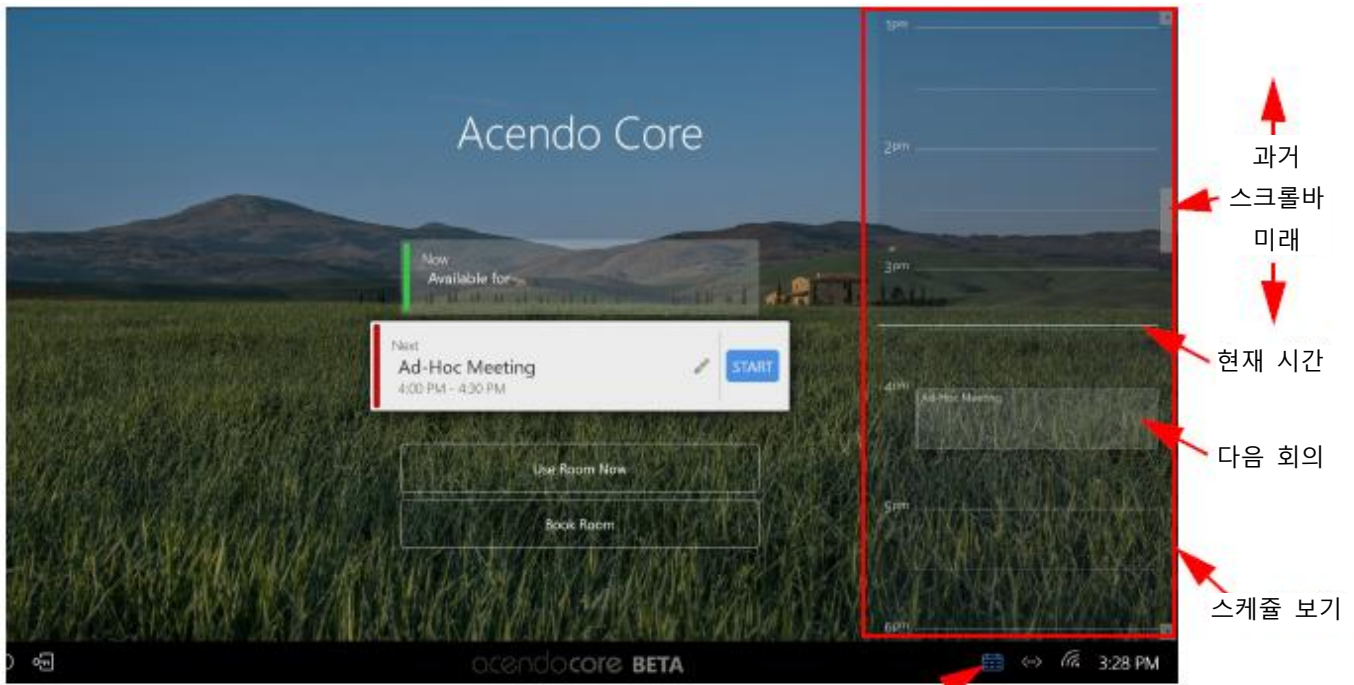 Acendo Core
Now
Available for
Next
Ad-Hoc Meeting
4:00 PM - 4:30 PM
START
Use Room Now
Book Room
1pm
2pm
3pm
4pm
Ad-Hoc Meeting
5pm
6pm
과거
스크롤바
미래
현재 시간
다음 회의
스케쥴 보기
acendocore BETA
3:28 PM